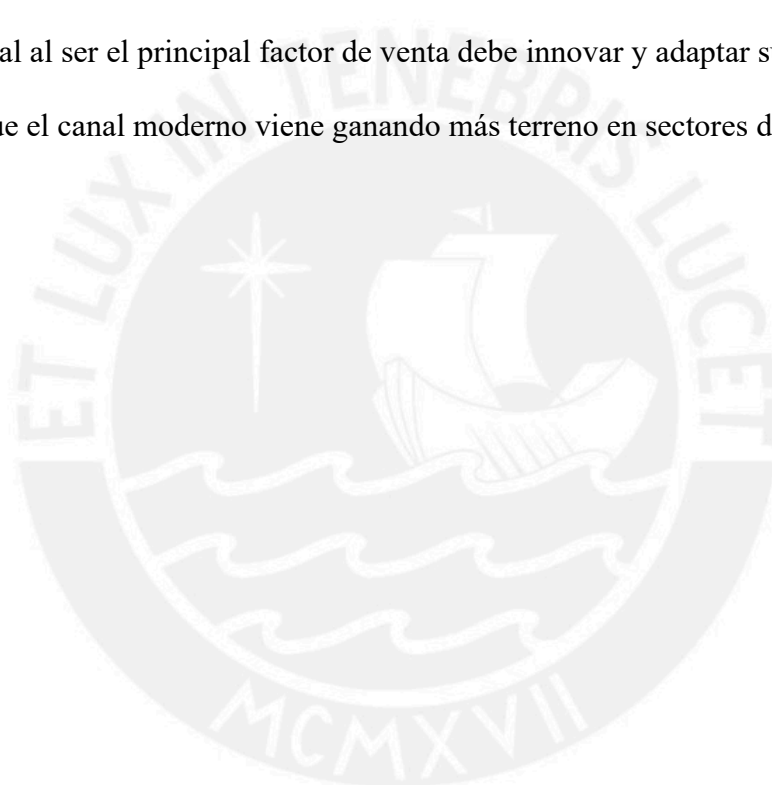 al al ser el principal factor de venta debe innovar y adaptar s
ue el canal moderno viene ganando más terreno en sectores d
ET LUX IN TENEBRIS LUCET
MCMXVII